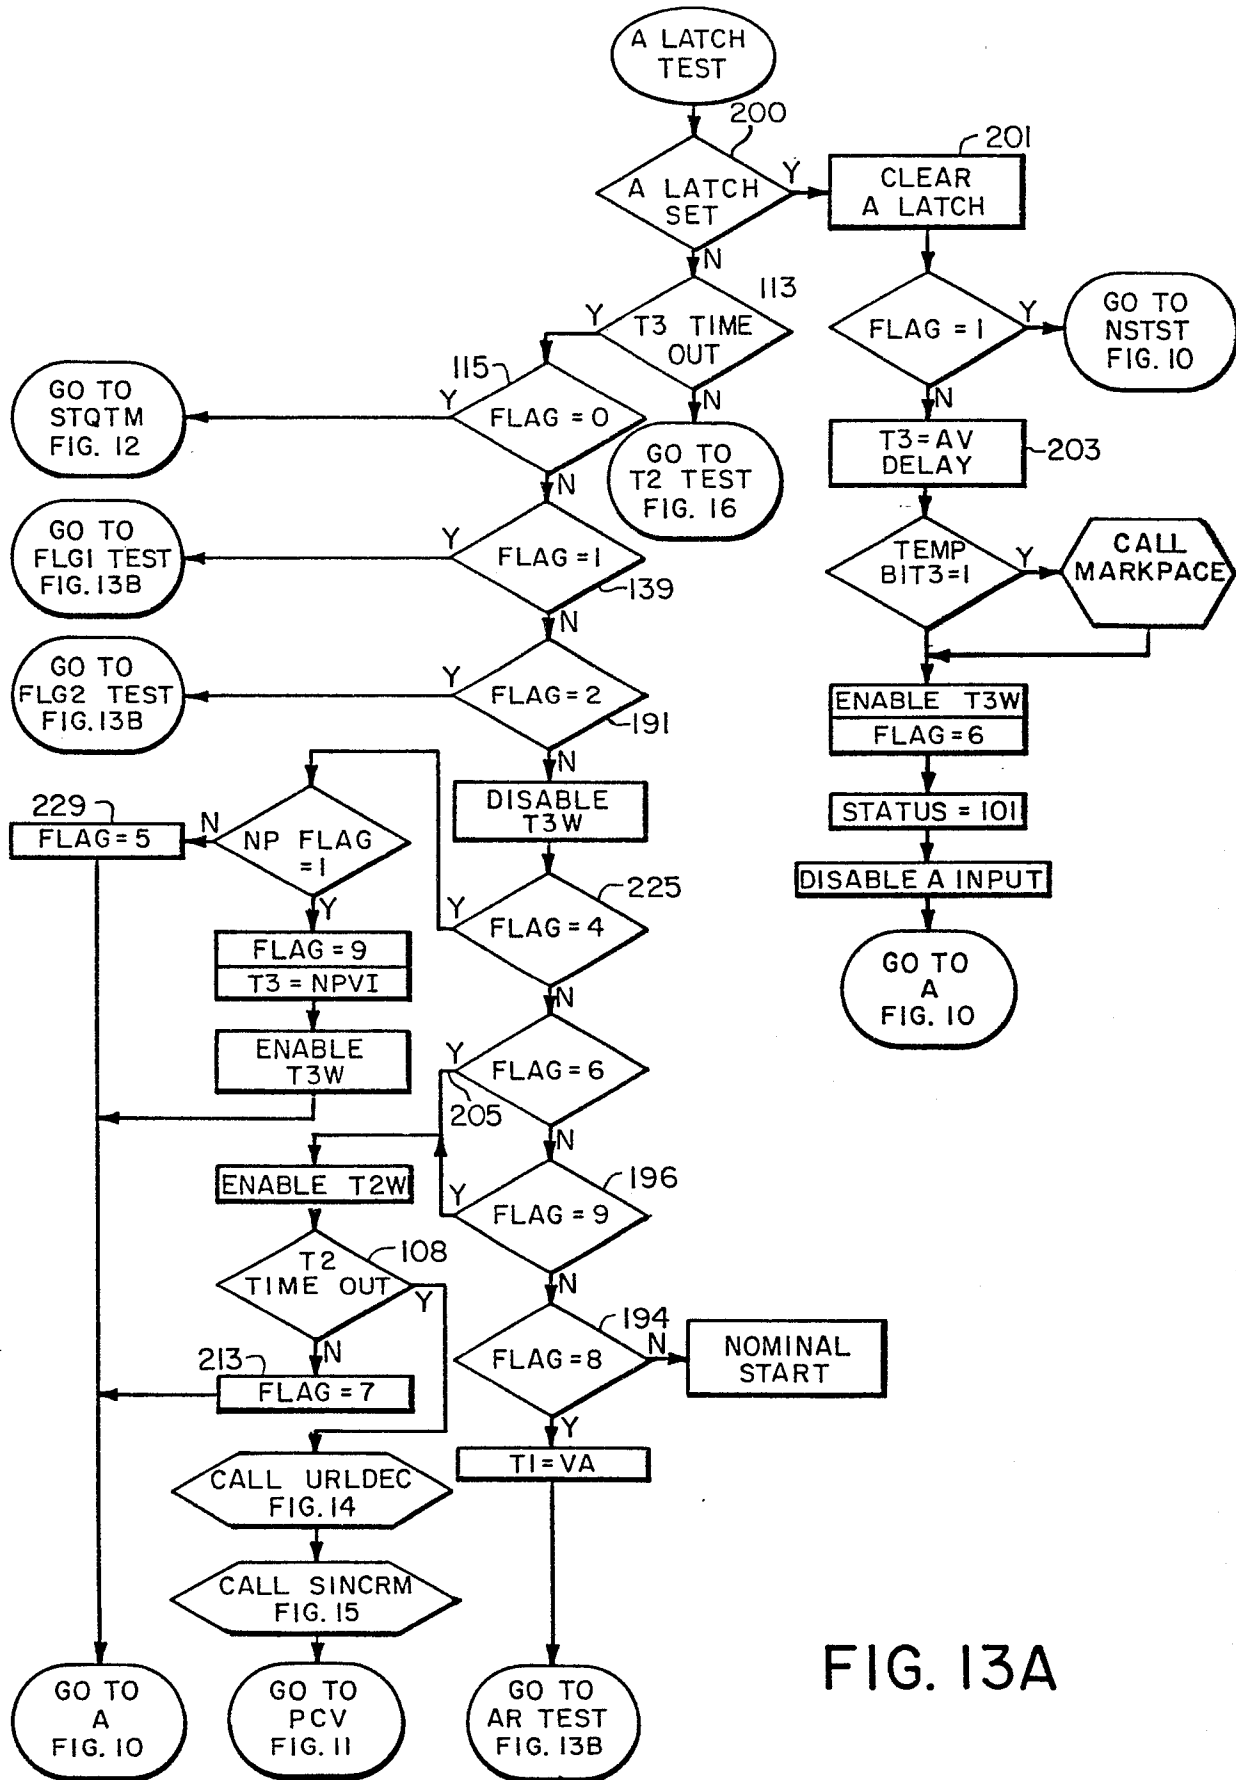 A LATCH
TEST
200
A LATCH
SET
Y
N
201
CLEAR
A LATCH
113
T3 TIME
OUT
Y
N
FLAG = 1
Y
N
GO TO
NSTST
FIG. 10
115
FLAG = 0
Y
N
GO TO
STQTM
FIG. 12
GO TO
T2 TEST
FIG. 16
T3 = AV
DELAY
203
FLAG = 1
Y
N
139
GO TO
FLG1 TEST
FIG. 13B
TEMP
BIT3=1
Y
CALL
MARKPACE
FLAG = 2
Y
N
191
GO TO
FLG2 TEST
FIG. 13B
ENABLE T3W
FLAG = 6
STATUS = 101
DISABLE A INPUT
GO TO
A
FIG. 10
DISABLE
T3W
229
FLAG = 5
N
NP FLAG
= 1
Y
225
FLAG = 4
Y
N
FLAG = 9
T3 = NPVI
ENABLE
T3W
FLAG = 6
Y
N
205
196
FLAG = 9
Y
N
ENABLE T2W
T2
TIME OUT
108
Y
N
213
FLAG = 7
194
FLAG = 8
N
Y
NOMINAL
START
T1 = VA
CALL URLDEC
FIG. 14
CALL SINCRM
FIG. 15
GO TO
A
FIG. 10
GO TO
PCV
FIG. 11
GO TO
AR TEST
FIG. 13B
FIG. 13A